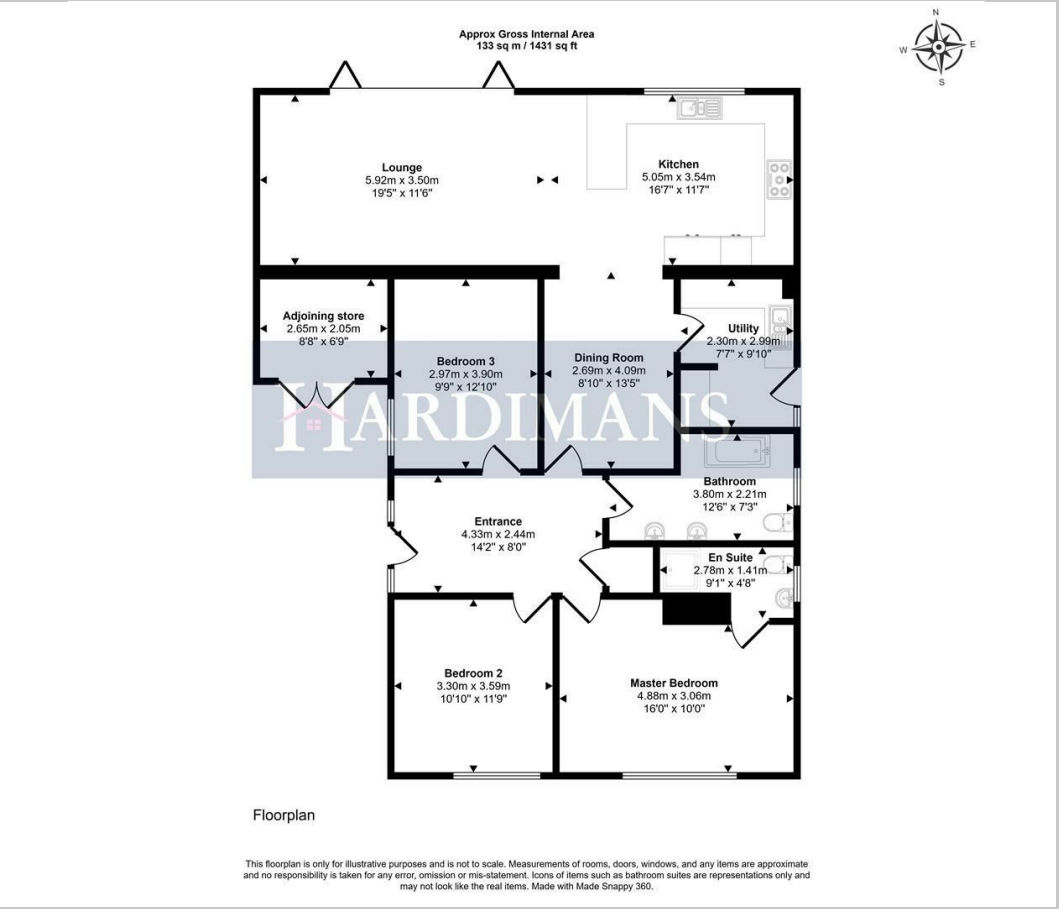 Approx Gross Internal Area
133 sq m / 1431 sq ft
N
W
E
S
Lounge
5.92m x 3.50m
19'5" x 11'6"
Kitchen
5.05m x 3.54m
16'7" x 11'7"
Adjoining store
2.65m x 2.05m
8'8" x 6'9"
Bedroom 3
2.97m x 3.90m
9'9" x 12'10"
Dining Room
2.69m x 4.09m
8'10" x 13'5"
Utility
2.30m x 2.99m
7'7" x 9'10"
HARDIMANS
Bathroom
3.80m x 2.21m
12'6" x 7'3"
Entrance
4.33m x 2.44m
14'2" x 8'0"
En Suite
2.78m x 1.41m
9'1" x 4'8"
Bedroom 2
3.30m x 3.59m
10'10" x 11'9"
Master Bedroom
4.88m x 3.06m
16'0" x 10'0"
Floorplan
This floorplan is only for illustrative purposes and is not to scale. Measurements of rooms, doors, windows, and any items are approximate
and no responsibility is taken for any error, omission or mis-statement. Icons of items such as bathroom suites are representations only and
may not look like the real items. Made with Made Snappy 360.